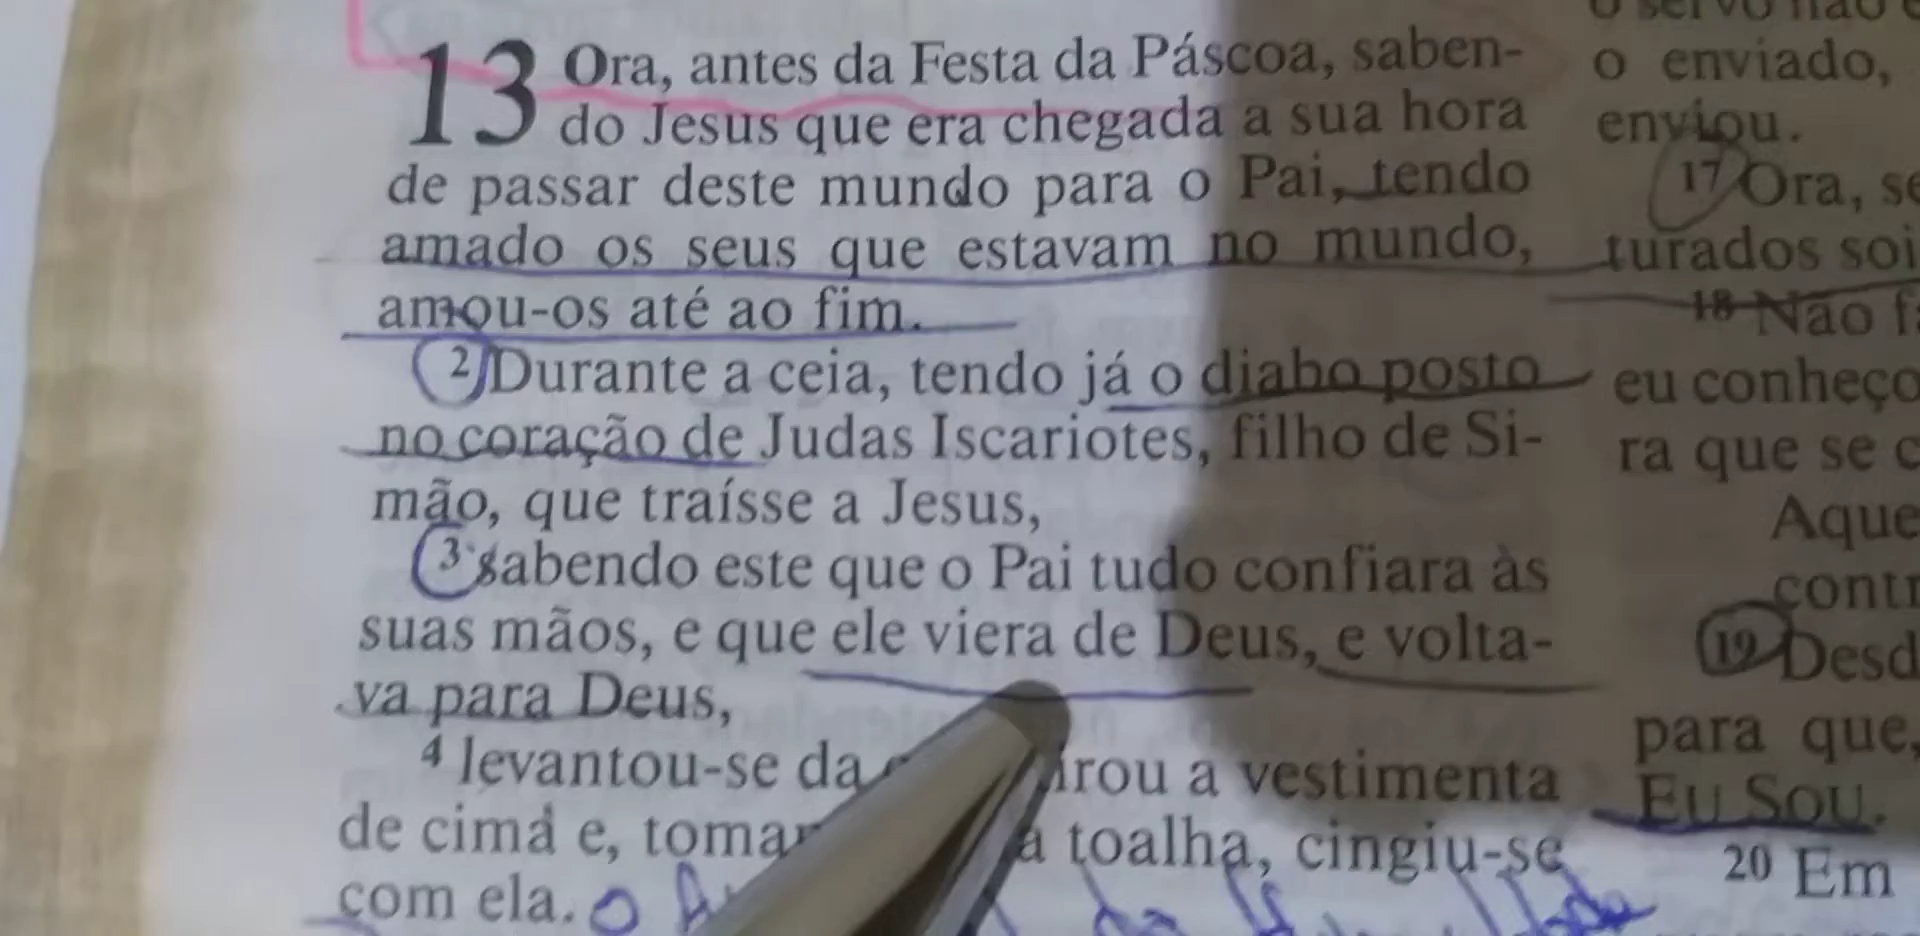 13 Ora, antes da Festa da Páscoa, saben-
do Jesus que era chegada a sua hora
de passar deste mundo para o Pai, tendo
amado os seus que estavam no mundo,
amou-os até ao fim.
2 Durante a ceia, tendo já o diabo posto
no coração de Judas Iscariotes, filho de Si-
mão, que traísse a Jesus,
3 sabendo este que o Pai tudo confiara às
suas mãos, e que ele viera de Deus, e volta-
va para Deus,
4 levantou-se da irou a vestimenta
de cima e, toma a toalha, cingiu-se
com ela. O
o servo não
o enviado,
enviou.
17 Ora, se
turados soi
18 Não f
eu conheço
ra que se c
Aque
contr
19 Desd
para que,
EU SOU.
20 Em